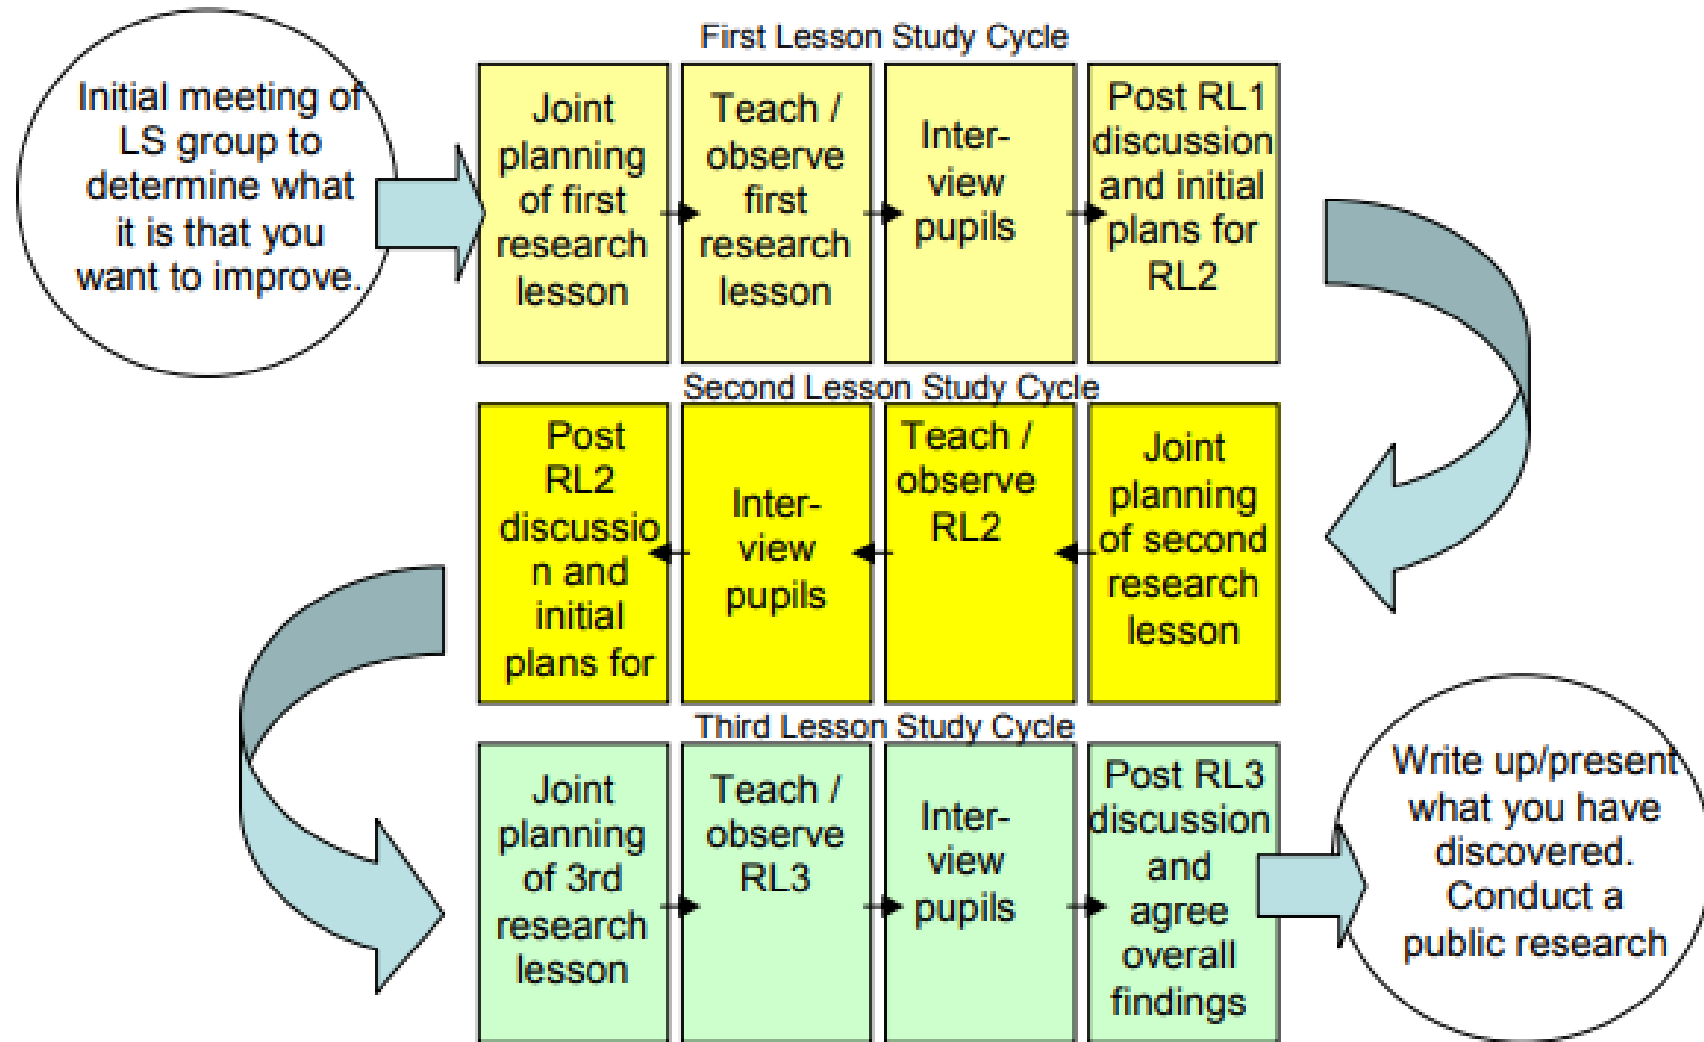 First Lesson Study Cycle
Initial meeting of
LS group to
determine what
it is that you
want to improve.
Joint
planning
of first
research
lesson
Teach /
observe
first
research
lesson
Inter-
view
pupils
Post RL1
discussion
and initial
plans for
RL2
Second Lesson Study Cycle
Joint
planning
of second
research
lesson
Teach /
observe
RL2
Inter-
view
pupils
Post
RL2
discussio
n and
initial
plans for
Third Lesson Study Cycle
Joint
planning
of 3rd
research
lesson
Teach /
observe
RL3
Inter-
view
pupils
Post RL3
discussion
and
agree
overall
findings
Write up/present
what you have
discovered.
Conduct a
public research